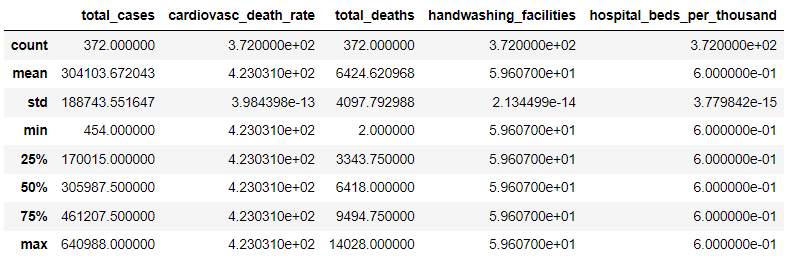 total_cases cardiovasc_death_rate total_deaths handwashing_facilities hospital_beds_per_thousand
count 372.000000 3.720000e+02 372.000000 3.720000e+02 3.720000e+02
mean 304103.672043 4.230310e+02 6424.620968 5.960700e+01 6.000000e-01
std 188743.551647 3.984398e-13 4097.792988 2.134499e-14 3.779842e-15
min 454.000000 4.230310e+02 2.000000 5.960700e+01 6.000000e-01
25% 170015.000000 4.230310e+02 3343.750000 5.960700e+01 6.000000e-01
50% 305987.500000 4.230310e+02 6418.000000 5.960700e+01 6.000000e-01
75% 461207.500000 4.230310e+02 9494.750000 5.960700e+01 6.000000e-01
max 640988.000000 4.230310e+02 14028.000000 5.960700e+01 6.000000e-01